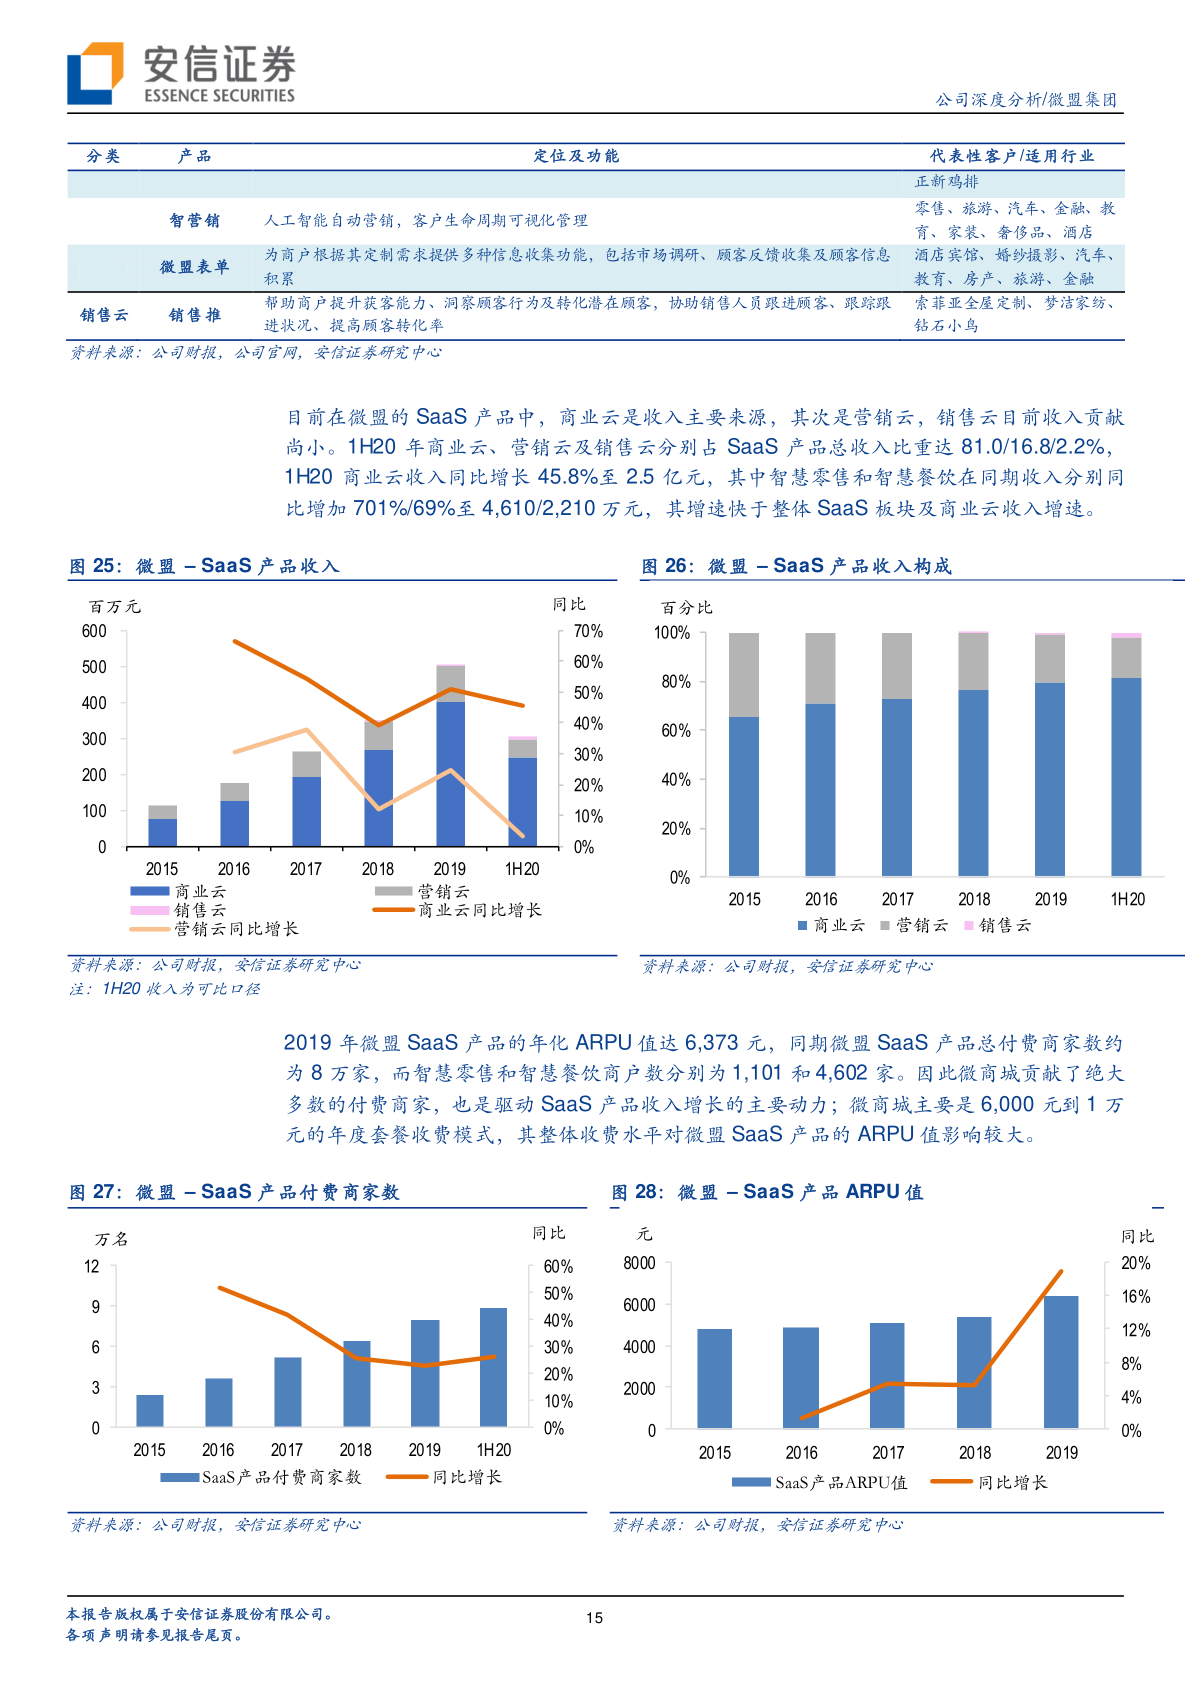 安信证券
ESSENCE SECURITIES
公司深度分析/微盟集团
分类 产品 定位及功能 代表性客户/适用行业
正新鸡排
智营销 人工智能自动营销，客户生命周期可视化管理 零售、旅游、汽车、金融、教
育、家装、奢侈品、酒店
微盟表单 为商户根据其定制需求提供多种信息收集功能，包括市场调研、顾客反馈收集及顾客信息 酒店宾馆、婚纱摄影、汽车、
积累 教育、房产、旅游、金融
销售云 销售推 帮助商户提升获客能力、洞察顾客行为及转化潜在顾客，协助销售人员跟进顾客、跟踪跟 索菲亚全屋定制、梦洁家纺、
进状况、提高顾客转化率 钻石小鸟
资料来源：公司财报，公司官网，安信证券研究中心
目前在微盟的 SaaS 产品中，商业云是收入主要来源，其次是营销云，销售云目前收入贡献
尚小。1H20 年商业云、营销云及销售云分别占 SaaS 产品总收入比重达 81.0/16.8/2.2%，
1H20 商业云收入同比增长 45.8%至 2.5 亿元，其中智慧零售和智慧餐饮在同期收入分别同
比增加 701%/69%至 4,610/2,210 万元，其增速快于整体 SaaS 板块及商业云收入增速。
图 25：微盟 – SaaS 产品收入
百万元 同比
600 70%
500 60%
400 50%
300 40%
200 30%
100 20%
0 10%
0%
2015 2016 2017 2018 2019 1H20
商业云 营销云
销售云 商业云同比增长
营销云同比增长
资料来源：公司财报，安信证券研究中心
注：1H20 收入为可比口径
图 26：微盟 – SaaS 产品收入构成
百分比
100%
80%
60%
40%
20%
0%
2015 2016 2017 2018 2019 1H20
商业云 营销云 销售云
资料来源：公司财报，安信证券研究中心
2019 年微盟 SaaS 产品的年化 ARPU 值达 6,373 元，同期微盟 SaaS 产品总付费商家数约
为 8 万家，而智慧零售和智慧餐饮商户数分别为 1,101 和 4,602 家。因此微商城贡献了绝大
多数的付费商家，也是驱动 SaaS 产品收入增长的主要动力；微商城主要是 6,000 元到 1 万
元的年度套餐收费模式，其整体收费水平对微盟 SaaS 产品的 ARPU 值影响较大。
图 27：微盟 – SaaS 产品付费商家数
万名 同比
12 60%
9 50%
6 40%
3 30%
0 20%
10%
0%
2015 2016 2017 2018 2019 1H20
SaaS产品付费商家数 同比增长
资料来源：公司财报，安信证券研究中心
图 28：微盟 – SaaS 产品 ARPU 值
元 同比
8000 20%
6000 16%
4000 12%
2000 8%
0 4%
0%
2015 2016 2017 2018 2019
SaaS产品ARPU值 同比增长
资料来源：公司财报，安信证券研究中心
本报告版权属于安信证券股份有限公司。
各项声明请参见报告尾页。
15